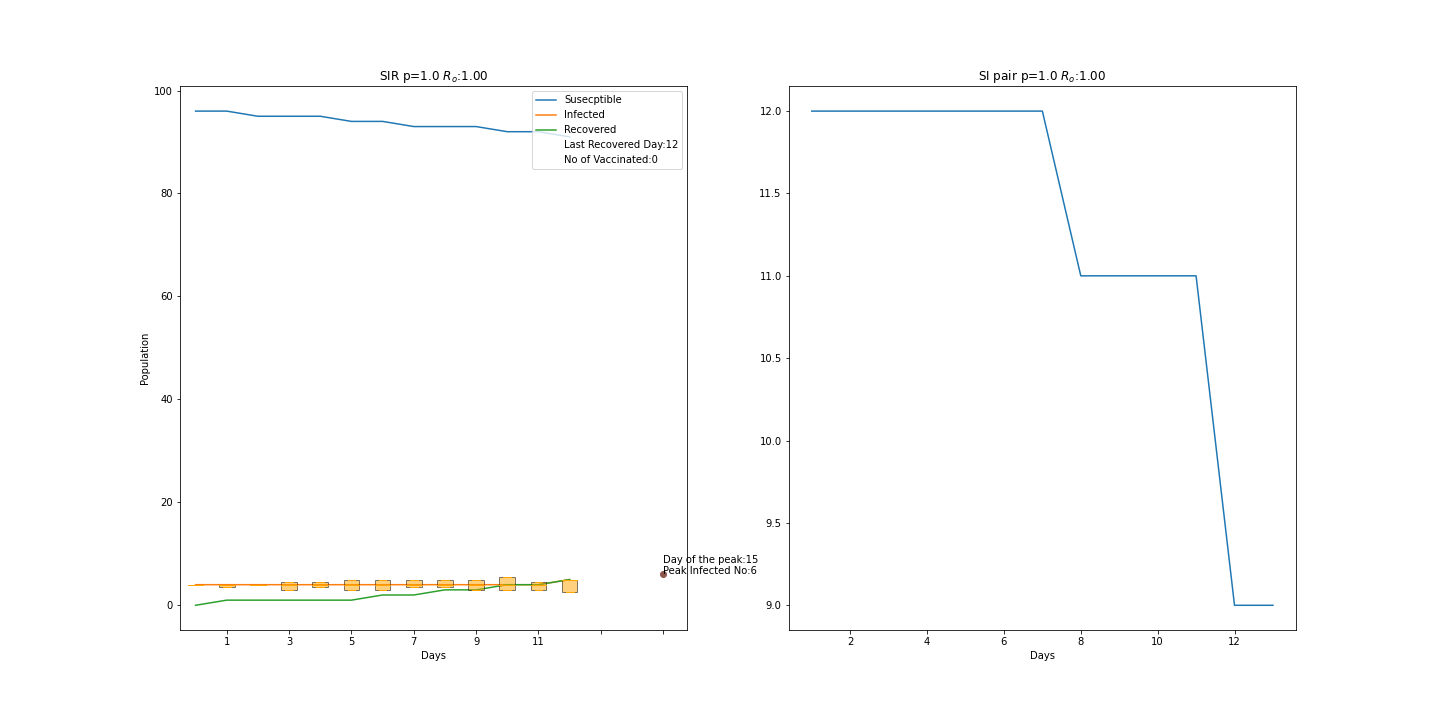 SIR p=1.0 Rₒ:1.00
Susecptible
Infected
Recovered
Last Recovered Day:12
No of Vaccinated:0
100
80
60
40
20
0
Population
Day of the peak:15
Peak Infected No:6
1 3 5 7 9 11
Days
SI pair p=1.0 Rₒ:1.00
12.0
11.5
11.0
10.5
10.0
9.5
9.0
2 4 6 8 10 12
Days